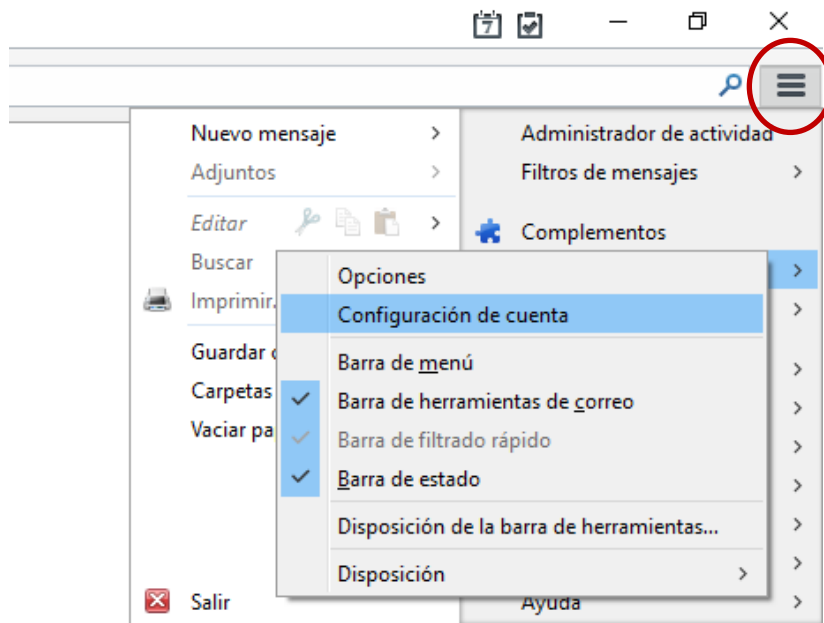 7
Nuevo mensaje
Adjuntos
Editar
Buscar
Imprimir.
Guardar
Carpetas
Vaciar pa
Salir
Administrador de actividad
Filtros de mensajes
Complementos
Ayuda
Opciones
Configuración de cuenta
Barra de menú
Barra de herramientas de correo
Barra de filtrado rápido
Barra de estado
Disposición de la barra de herramientas...
Disposición